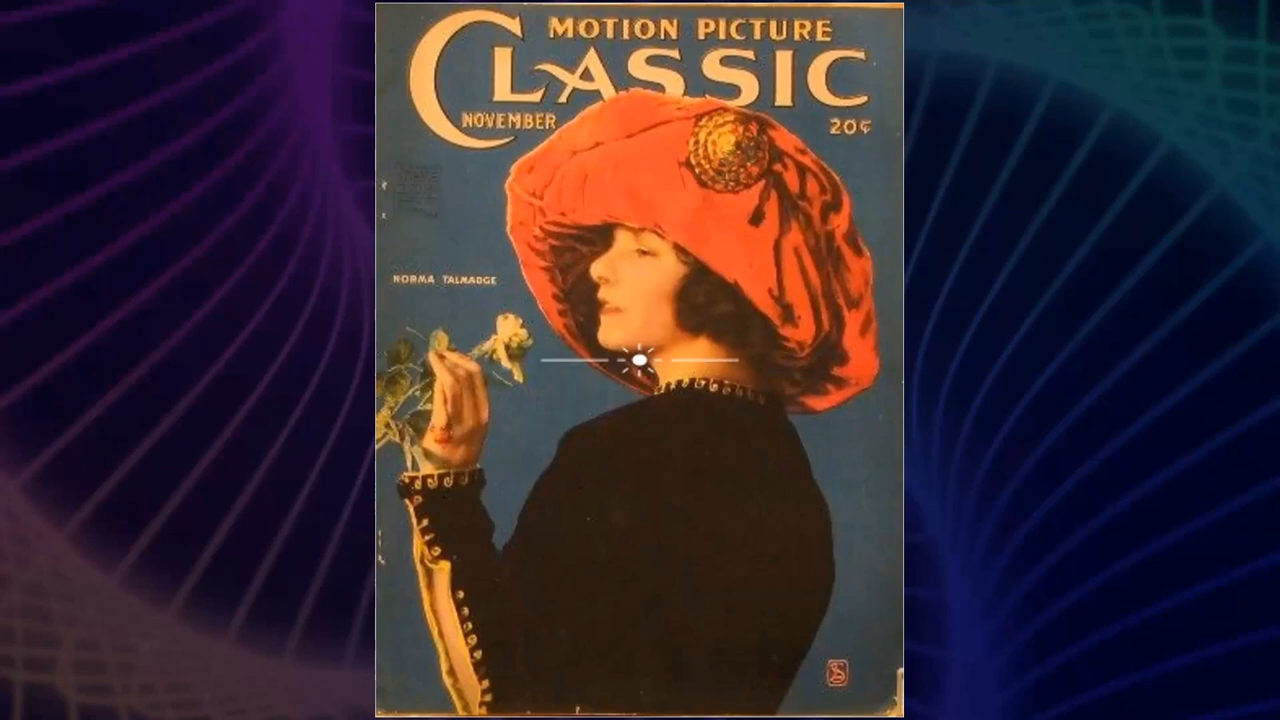 MOTION PICTURE
CLASSIC
NOVEMBER
20¢
NORMA TALMADGE